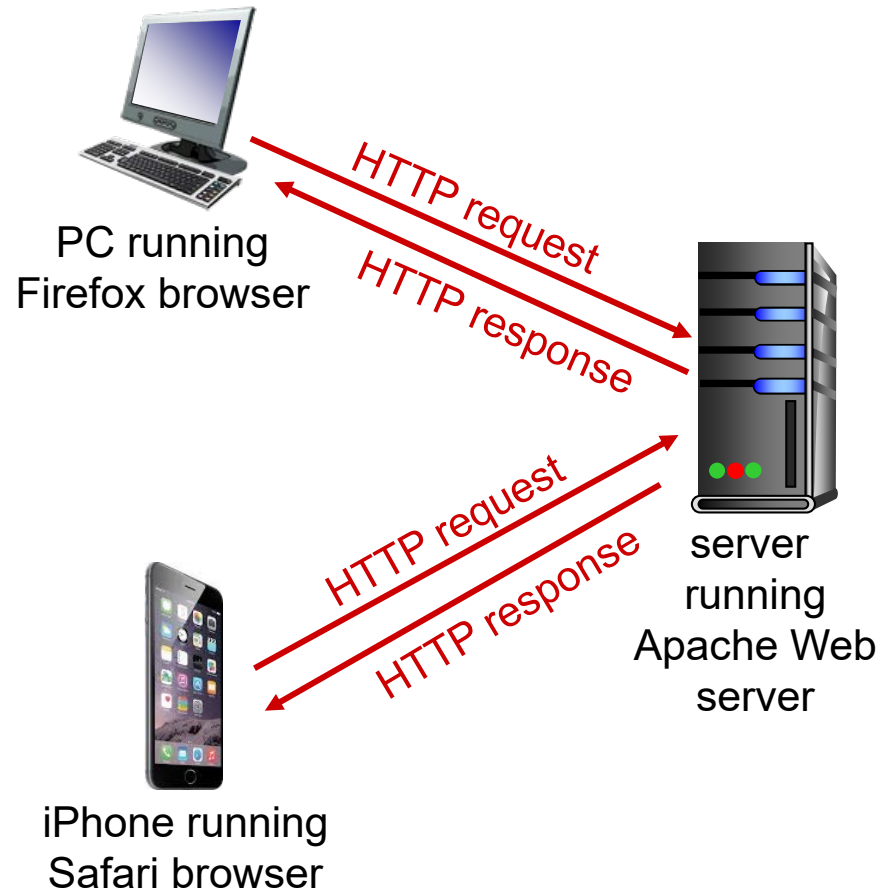 HTTP request
HTTP response
PC running
Firefox browser
HTTP request
HTTP response
server
running
Apache Web
server
iPhone running
Safari browser